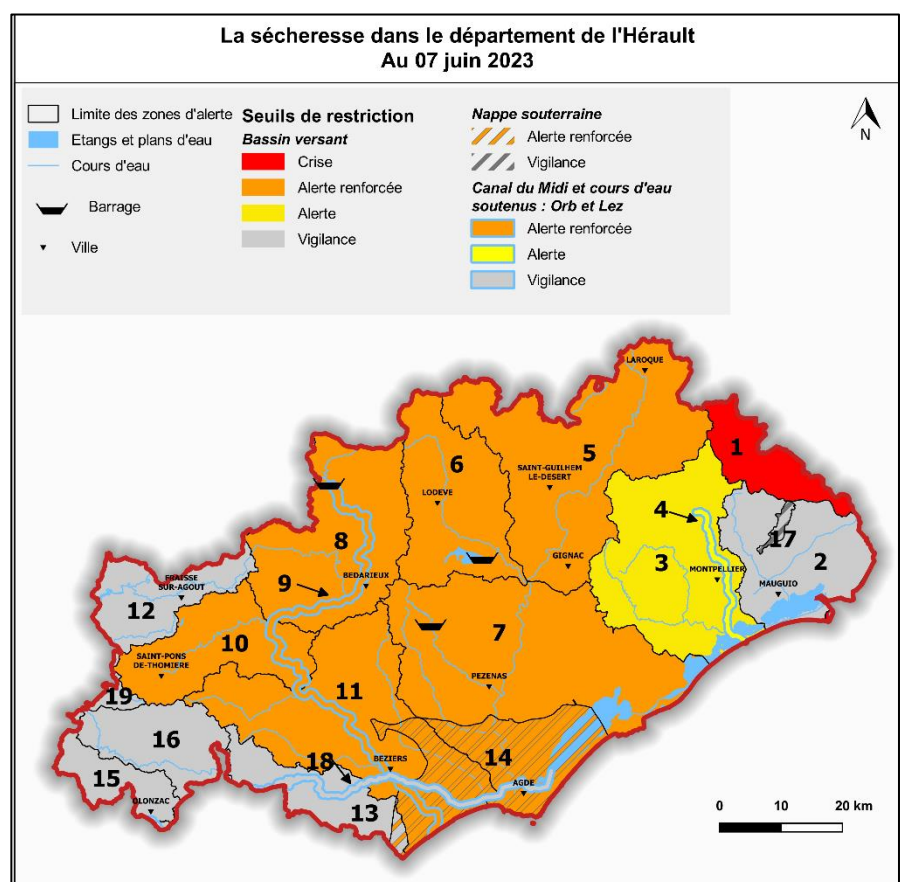 La sécheresse dans le département de l'Hérault
Au 07 juin 2023
Limite des zones d'alerte
Etangs et plans d'eau
Cours d'eau
Barrage
Ville
Seuils de restriction
Bassin versant
Crise
Alerte renforcée
Alerte
Vigilance
Nappe souterraine
Alerte renforcée
Vigilance
Canal du Midi et cours d'eau
soutenus : Orb et Lez
Alerte renforcée
Alerte
Vigilance
N
LAROQUE
1
5
6
SAINT-GUILHEM
LE-DESERT
LODEVE
4
17
8
GIGNAC
3
2
MONTPELLIER
MAUGUIO
9
BEDARIEUX
FRAISSE
SUR-AGOUT
12
7
10
SAINT-PONS
DE-THOMIERE
PEZENAS
11
19
16
14
18
BEZIERS
15
AGDE
OLONZAC
13
0 10 20 km